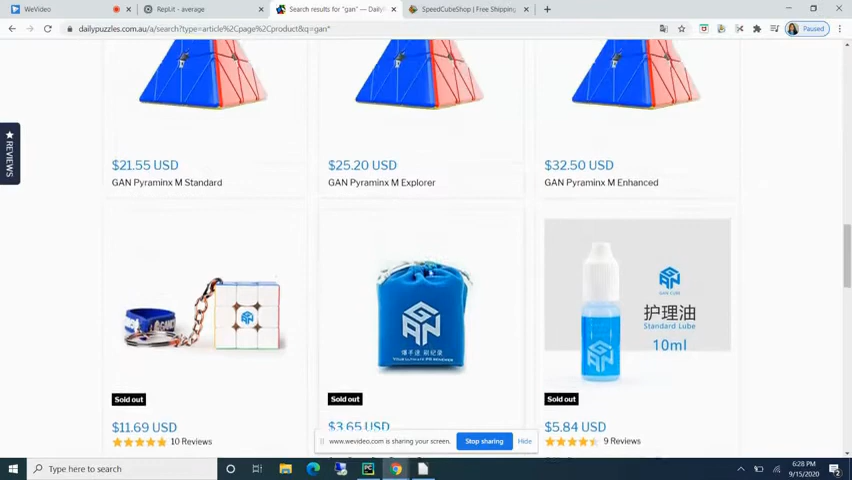 WeVideo
Repl.it - average
Search results for "gan" — Daily
SpeedCubeShop | Free Shipping
dailypuzzles.com.au/a/search?type=article%2Cpage%2Cproduct&q=gan*
Paused
REVIEWS
$21.55 USD
GAN Pyraminx M Standard
$25.20 USD
GAN Pyraminx M Explorer
$32.50 USD
GAN Pyraminx M Enhanced
GAN
GAN CUBE
护理油
Standard Lube
10ml
GAN
Sold out
Sold out
Sold out
$11.69 USD
10 Reviews
$3.65 USD
$5.84 USD
9 Reviews
www.wevideo.com is sharing your screen.
Stop sharing
Hide
Type here to search
6:28 PM
9/15/2020